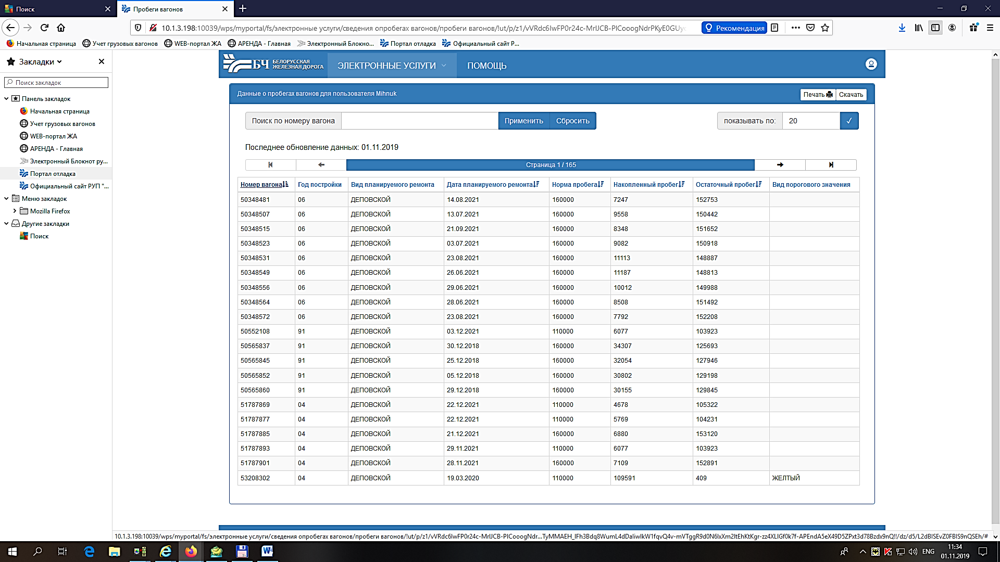 Поиск
Пробеги вагонов
10.1.3.198:10039/wps/myportal/fs/электронные услуги/сведения опробегах вагонов/пробеги вагонов/!ut/p/z1/vVRdc6IwFP0r24c-MrIJCB-PICooogNdrPKyE0GUy
Рекомендация
Начальная страница
Учет грузовых вагонов
WEB-портал ЖА
АРЕНДА - Главная
Электронный Блокно...
Портал отладка
Официальный сайт Р...
Закладки
Поиск закладок
Панель закладок
Начальная страница
Учет грузовых вагонов
WEB-портал ЖА
АРЕНДА - Главная
Электронный Блокнот ру...
Портал отладка
Официальный сайт РУП "...
Меню закладок
Mozilla Firefox
Другие закладки
Поиск
БЧ БЕЛОРУССКАЯ ЖЕЛЕЗНАЯ ДОРОГА
ЭЛЕКТРОННЫЕ УСЛУГИ
ПОМОЩЬ
Данные о пробегах вагонов для пользователя Mihnuk
Печать
Скачать
Поиск по номеру вагона
Применить
Сбросить
показывать по:
20
Последнее обновление данных: 01.11.2019
Страница 1 / 165
Номер вагона Год постройки Вид планируемого ремонта Дата планируемого ремонта Норма пробега Накопленный пробег Остаточный пробег Вид порогового значения
50348481 06 ДЕПОВСКОЙ 14.08.2021 160000 7247 152753
50348507 06 ДЕПОВСКОЙ 13.07.2021 160000 9558 150442
50348515 06 ДЕПОВСКОЙ 21.09.2021 160000 8348 151652
50348523 06 ДЕПОВСКОЙ 03.07.2021 160000 9082 150918
50348531 06 ДЕПОВСКОЙ 23.08.2021 160000 11113 148887
50348549 06 ДЕПОВСКОЙ 26.06.2021 160000 11187 148813
50348556 06 ДЕПОВСКОЙ 29.06.2021 160000 10012 149988
50348564 06 ДЕПОВСКОЙ 28.06.2021 160000 8508 151492
50348572 06 ДЕПОВСКОЙ 23.08.2021 160000 7792 152208
50552108 91 ДЕПОВСКОЙ 03.12.2021 110000 6077 103923
50565837 91 ДЕПОВСКОЙ 30.12.2018 160000 34307 125693
50565845 91 ДЕПОВСКОЙ 25.12.2018 160000 32054 127946
50565852 91 ДЕПОВСКОЙ 05.12.2018 160000 30802 129198
50565860 91 ДЕПОВСКОЙ 29.12.2018 160000 30155 129845
51787869 04 ДЕПОВСКОЙ 22.12.2021 110000 4678 105322
51787877 04 ДЕПОВСКОЙ 22.12.2021 110000 5769 104231
51787885 04 ДЕПОВСКОЙ 21.12.2021 160000 6880 153120
51787893 04 ДЕПОВСКОЙ 29.11.2021 110000 6077 103923
51787901 04 ДЕПОВСКОЙ 28.11.2021 160000 7109 152891
53208302 04 ДЕПОВСКОЙ 19.03.2020 110000 109591 409 ЖЕЛТЫЙ
10.1.3.198:10039/wps/myportal/fs/электронные услуги/сведения опробегах вагонов/пробеги вагонов/!ut/p/z1/vVRdc6IwFP0r24c-MrIJCB-PICooogNdr...TyMMAEH_IFh3Bdq8WumL4dDaIiwIkW1fqvQ4v-mVTggR9d0N6IxXm2ItEhKtKgr-zz4XLIGf0k7f-APEndA5eX49D5ZPxt3d78Bzdx9nQ!!/dz/d5/L2dBISEvZ0FBIS9nQSEh/#
ENG
11:34
01.11.2019